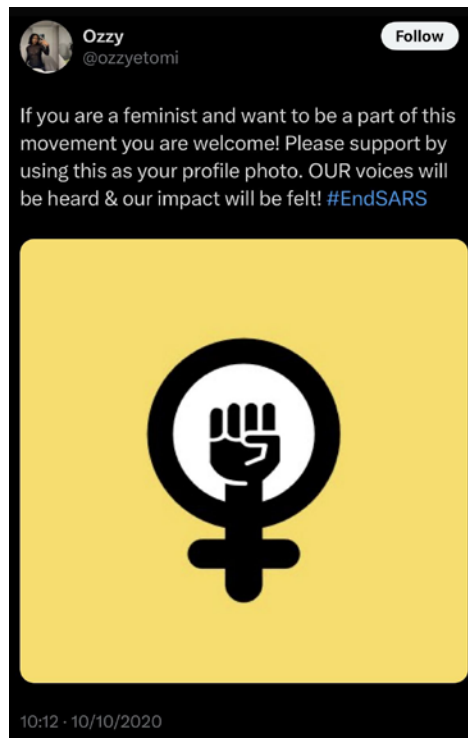 Ozzy
Follow
@ozzyetomi
If you are a feminist and want to be a part of this
movement you are welcome! Please support by
using this as your profile photo. OUR voices will
be heard & our impact will be felt! #EndSARS
10:12 · 10/10/2020